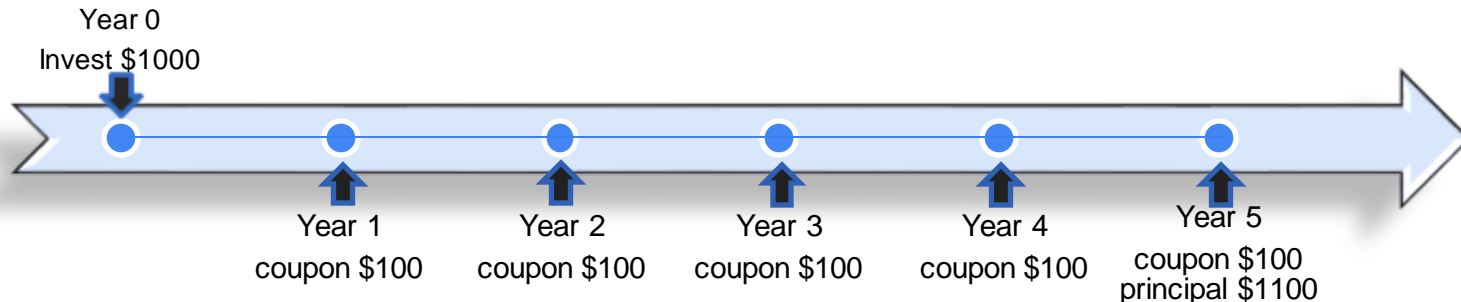 Year 0
Invest $1000
Year 1
coupon $100
Year 2
coupon $100
Year 3
coupon $100
Year 4
coupon $100
Year 5
coupon $100
principal $1100